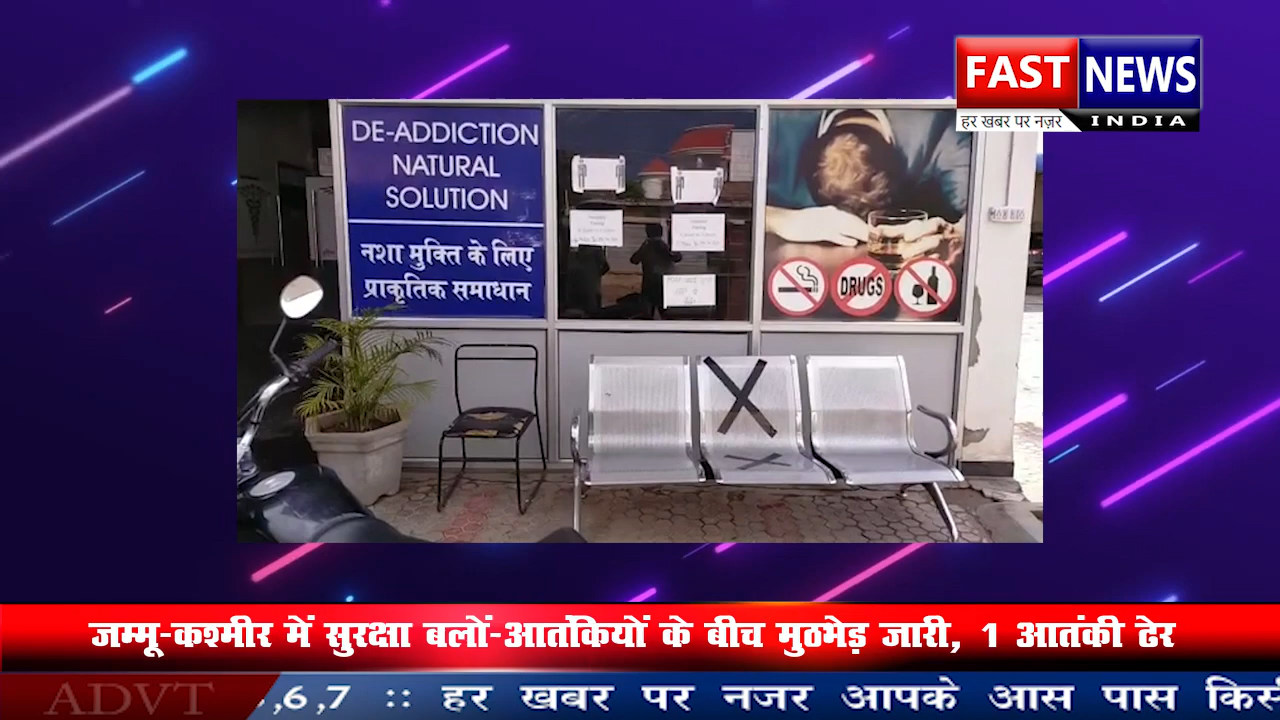 FAST NEWS
हर खबर पर नज़र
INDIA
DE-ADDICTION
NATURAL
SOLUTION
नशा मुक्ति के लिए
प्राकृतिक समाधान
DRUGS
जम्मू-कश्मीर में सुरक्षा बलों-आतंकियों के बीच मुठभेड़ जारी, 1 आतंकी ढेर
ADVT
,6,7 :: हर खबर पर नजर आपके आस पास किसी